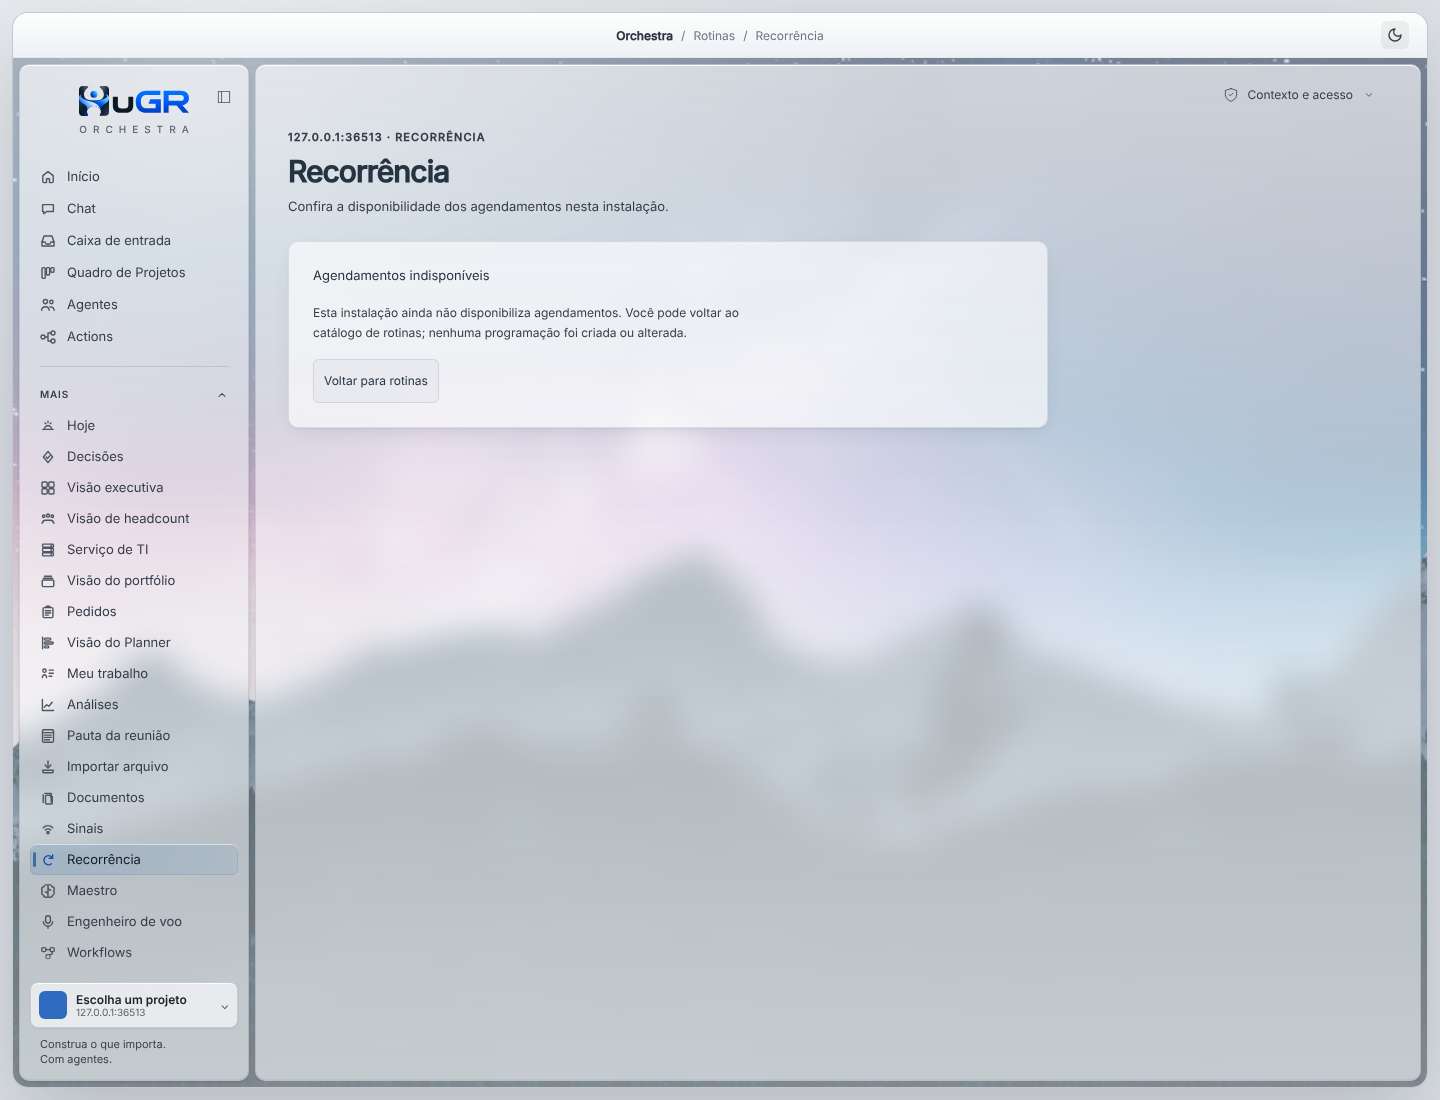 Orchestra / Rotinas / Recorrência
HuGR
ORCHESTRA
Início
Chat
Caixa de entrada
Quadro de Projetos
Agentes
Actions
MAIS
Hoje
Decisões
Visão executiva
Visão de headcount
Serviço de TI
Visão do portfólio
Pedidos
Visão do Planner
Meu trabalho
Análises
Pauta da reunião
Importar arquivo
Documentos
Sinais
Recorrência
Maestro
Engenheiro de voo
Workflows
Escolha um projeto
127.0.0.1:36513
Construa o que importa.
Com agentes.
Contexto e acesso
127.0.0.1:36513 · RECORRÊNCIA
Recorrência
Confira a disponibilidade dos agendamentos nesta instalação.
Agendamentos indisponíveis
Esta instalação ainda não disponibiliza agendamentos. Você pode voltar ao
catálogo de rotinas; nenhuma programação foi criada ou alterada.
Voltar para rotinas